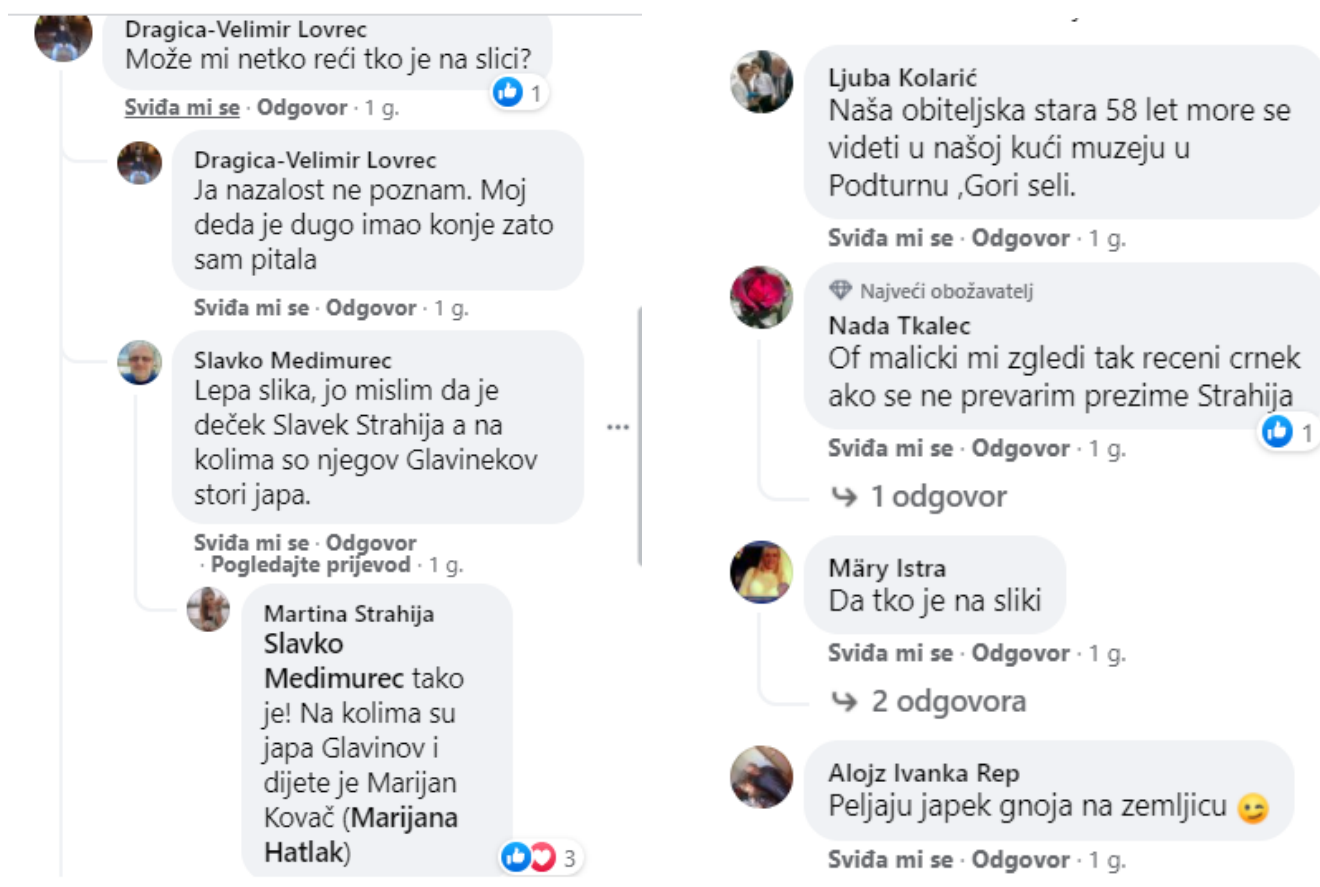 Dragica-Velimir Lovrec
Može mi netko reći tko je na slici?
1
Sviđa mi se · Odgovor · 1 g.
Dragica-Velimir Lovrec
Ja nazalost ne poznam. Moj
deda je dugo imao konje zato
sam pitala
Sviđa mi se · Odgovor · 1 g.
Slavko Medimurec
Lepa slika, jo mislim da je
deček Slavek Strahija a na
kolima so njegov Glavinekov
stori japa.
Sviđa mi se · Odgovor
· Pogledajte prijevod · 1 g.
Martina Strahija
Slavko
Medimurec tako
je! Na kolima su
japa Glavinov i
dijete je Marijan
Kovač (Marijana
Hatlak)
3
Ljuba Kolarić
Naša obiteljska stara 58 let more se
videti u našoj kući muzeju u
Podturnu ,Gori seli.
Sviđa mi se · Odgovor · 1 g.
Najveći obožavatelj
Nada Tkalec
Of malicki mi zgledi tak receni crnek
ako se ne prevarim prezime Strahija
1
Sviđa mi se · Odgovor · 1 g.
1 odgovor
Märy Istra
Da tko je na sliki
Sviđa mi se · Odgovor · 1 g.
2 odgovora
Alojz Ivanka Rep
Peljaju japek gnoja na zemljicu 😉
Sviđa mi se · Odgovor · 1 g.